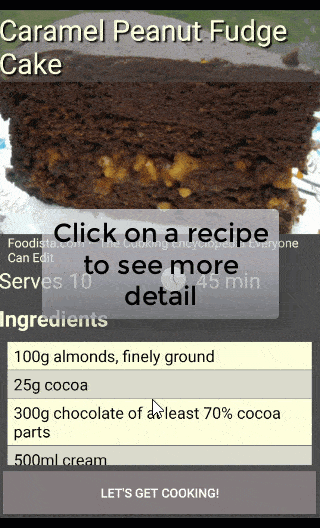 Caramel Peanut Fudge
Cake
Foodista.com – The Cooking Encyclopedia Everyone
Can Edit
Click on a recipe
to see more
detail
Serves 10
45 min
Ingredients
100g almonds, finely ground
25g cocoa
300g chocolate of at least 70% cocoa
parts
500ml cream
LET'S GET COOKING!